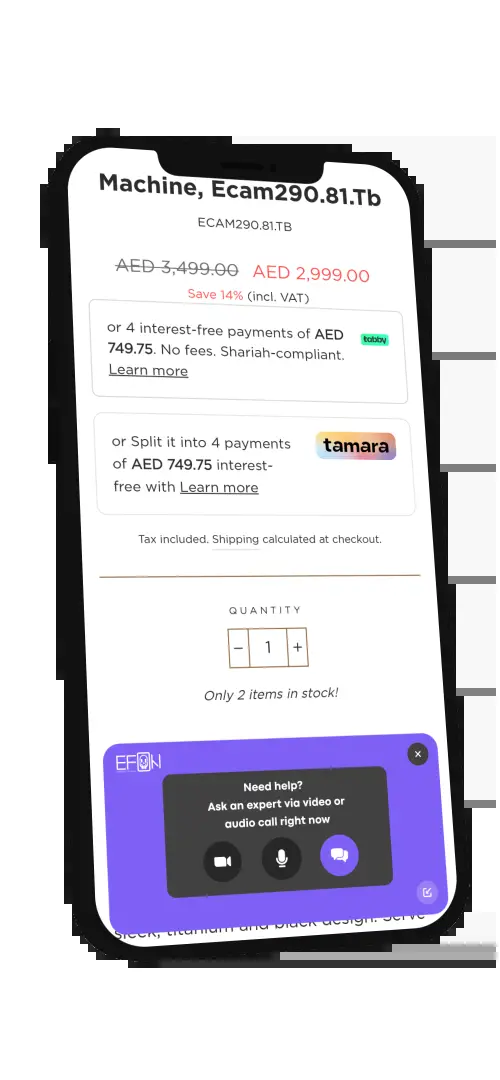 Machine, Ecam290.81.Tb
ECAM290.81.TB
AED 3,499.00 AED 2,999.00
Save 14% (incl. VAT)
or 4 interest-free payments of AED
749.75. No fees. Shariah-compliant.
Learn more
tabby
or Split it into 4 payments
of AED 749.75 interest-
free with Learn more
tamara
Tax included. Shipping calculated at checkout.
QUANTITY
− 1 +
Only 2 items in stock!
Need help?
Ask an expert via video or
audio call right now
sleek, titanium and black design. Serve